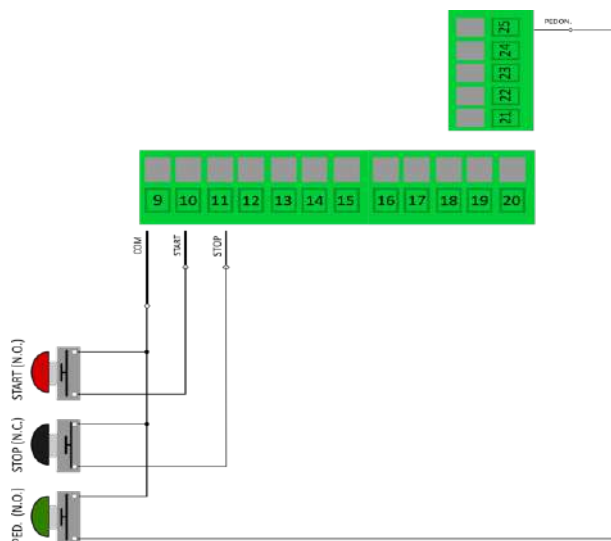 PEDON.
25
24
23
22
21
9 10 11 12 13 14 15 16 17 18 19 20
COM
START
STOP
START (N.O.)
STOP (N.C.)
PED. (N.O.)